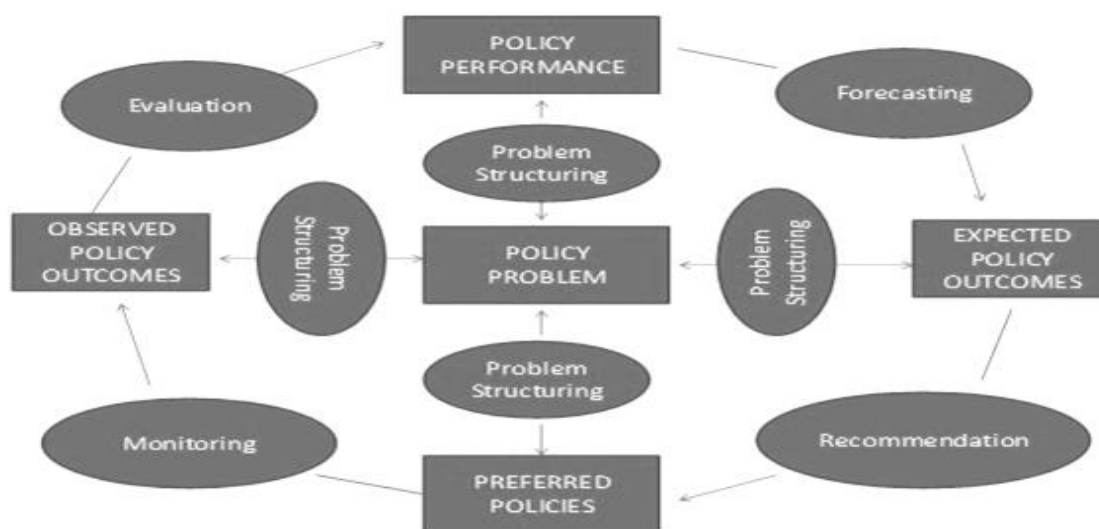 POLICY
PERFORMANCE
Evaluation
Forecasting
Problem
Structuring
OBSERVED
POLICY
OUTCOMES
Problem
Structuring
POLICY
PROBLEM
Problem
Structuring
EXPECTED
POLICY
OUTCOMES
Problem
Structuring
Monitoring
Recommendation
PREFERRED
POLICIES